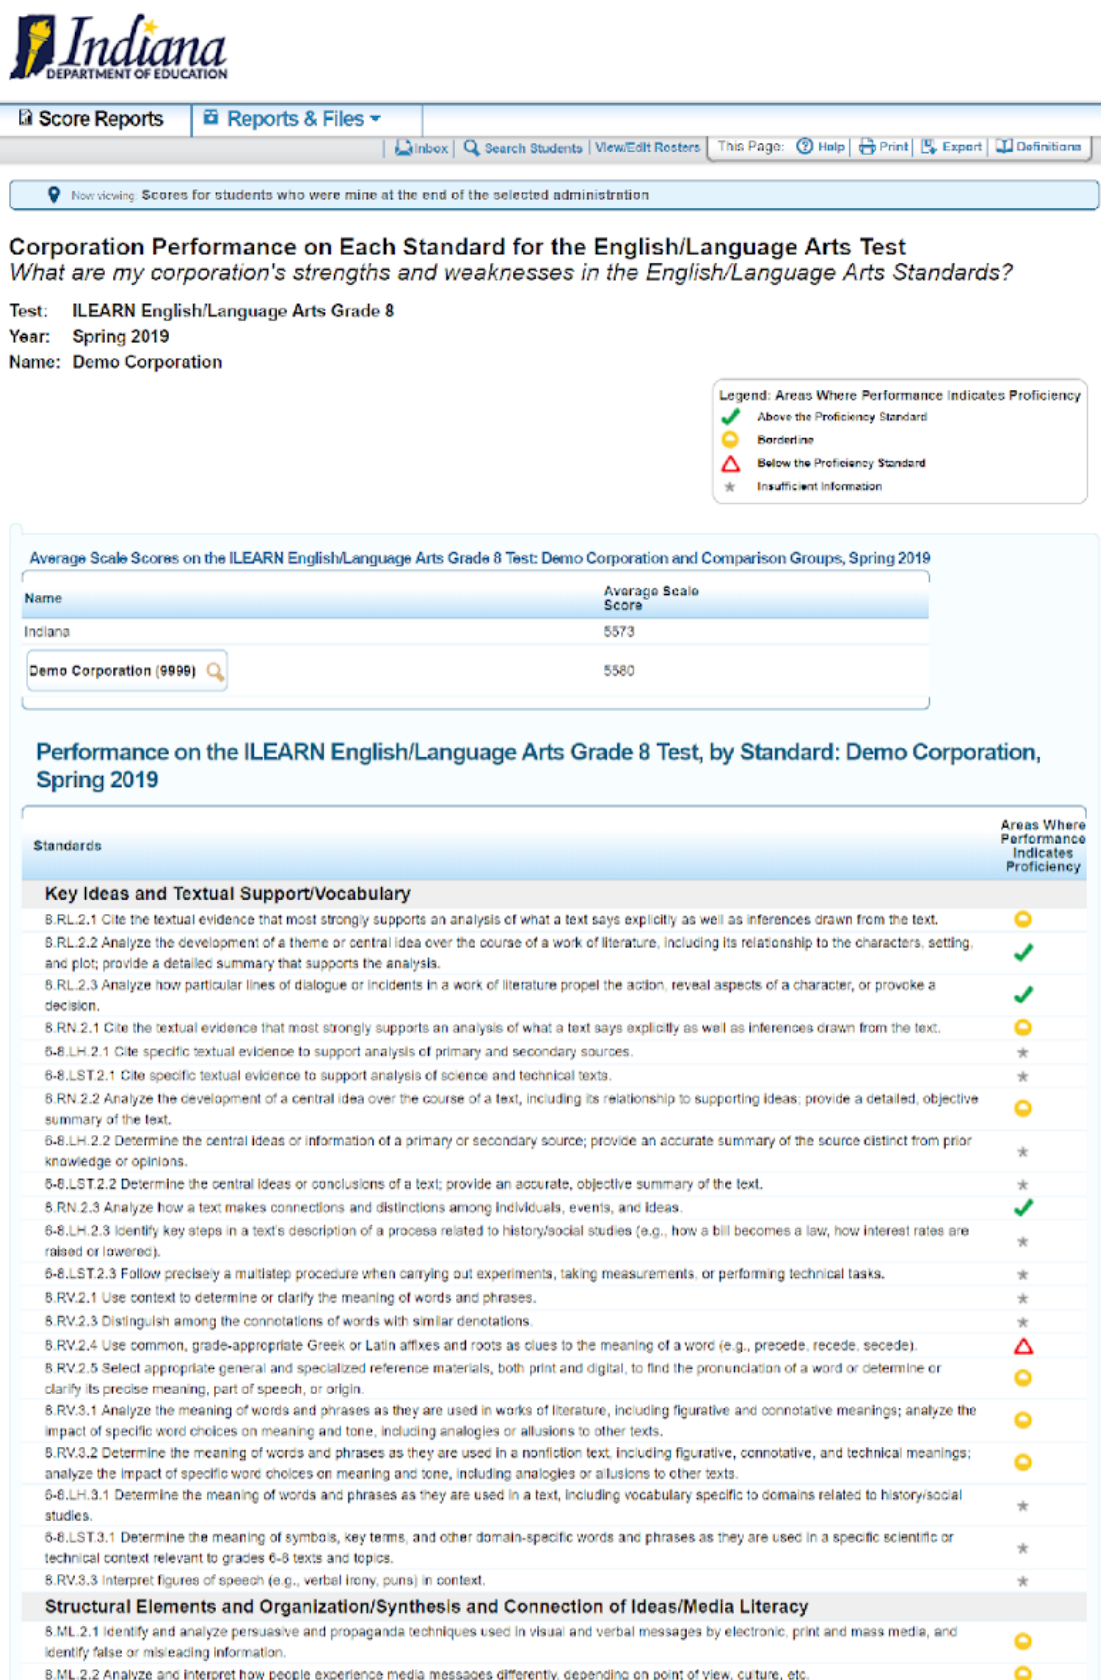 Indiana
DEPARTMENT OF EDUCATION
Score Reports
Reports & Files
Inbox
Search Students
View/Edit Rosters
This Page:
Help
Print
Export
Definitions
Now viewing: Scores for students who were mine at the end of the selected administration
Corporation Performance on Each Standard for the English/Language Arts Test
What are my corporation's strengths and weaknesses in the English/Language Arts Standards?
Test: ILEARN English/Language Arts Grade 8
Year: Spring 2019
Name: Demo Corporation
Legend: Areas Where Performance Indicates Proficiency
Above the Proficiency Standard
Borderline
Below the Proficiency Standard
Insufficient Information
Average Scale Scores on the ILEARN English/Language Arts Grade 8 Test: Demo Corporation and Comparison Groups, Spring 2019
Name
Average Scale
Score
Indiana 5573
Demo Corporation (9999) 5580
Performance on the ILEARN English/Language Arts Grade 8 Test, by Standard: Demo Corporation,
Spring 2019
Standards
Areas Where
Performance
Indicates
Proficiency
Key Ideas and Textual Support/Vocabulary
8.RL.2.1 Cite the textual evidence that most strongly supports an analysis of what a text says explicitly as well as inferences drawn from the text.
8.RL.2.2 Analyze the development of a theme or central idea over the course of a work of literature, including its relationship to the characters, setting,
and plot; provide a detailed summary that supports the analysis.
8.RL.2.3 Analyze how particular lines of dialogue or incidents in a work of literature propel the action, reveal aspects of a character, or provoke a
decision.
8.RN.2.1 Cite the textual evidence that most strongly supports an analysis of what a text says explicitly as well as inferences drawn from the text.
6-8.LH.2.1 Cite specific textual evidence to support analysis of primary and secondary sources.
6-8.LST.2.1 Cite specific textual evidence to support analysis of science and technical texts.
8.RN.2.2 Analyze the development of a central idea over the course of a text, including its relationship to supporting ideas; provide a detailed, objective
summary of the text.
6-8.LH.2.2 Determine the central ideas or information of a primary or secondary source; provide an accurate summary of the source distinct from prior
knowledge or opinions.
6-8.LST.2.2 Determine the central ideas or conclusions of a text; provide an accurate, objective summary of the text.
8.RN.2.3 Analyze how a text makes connections and distinctions among individuals, events, and ideas.
6-8.LH.2.3 Identify key steps in a text's description of a process related to history/social studies (e.g., how a bill becomes a law, how interest rates are
raised or lowered).
6-8.LST.2.3 Follow precisely a multistep procedure when carrying out experiments, taking measurements, or performing technical tasks.
8.RV.2.1 Use context to determine or clarify the meaning of words and phrases.
8.RV.2.3 Distinguish among the connotations of words with similar denotations.
8.RV.2.4 Use common, grade-appropriate Greek or Latin affixes and roots as clues to the meaning of a word (e.g., precede, recede, secede).
8.RV.2.5 Select appropriate general and specialized reference materials, both print and digital, to find the pronunciation of a word or determine or
clarify its precise meaning, part of speech, or origin.
8.RV.3.1 Analyze the meaning of words and phrases as they are used in works of literature, including figurative and connotative meanings; analyze the
impact of specific word choices on meaning and tone, including analogies or allusions to other texts.
8.RV.3.2 Determine the meaning of words and phrases as they are used in a nonfiction text, including figurative, connotative, and technical meanings;
analyze the impact of specific word choices on meaning and tone, including analogies or allusions to other texts.
6-8.LH.3.1 Determine the meaning of words and phrases as they are used in a text, including vocabulary specific to domains related to history/social
studies.
6-8.LST.3.1 Determine the meaning of symbols, key terms, and other domain-specific words and phrases as they are used in a specific scientific or
technical context relevant to grades 6-8 texts and topics.
8.RV.3.3 Interpret figures of speech (e.g., verbal irony, puns) in context.
Structural Elements and Organization/Synthesis and Connection of Ideas/Media Literacy
8.ML.2.1 Identify and analyze persuasive and propaganda techniques used in visual and verbal messages by electronic, print and mass media, and
identify false or misleading information.
8.ML.2.2 Analyze and interpret how people experience media messages differently, depending on point of view, culture, etc.